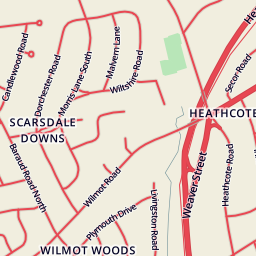 Candlewood Road
Dorchester Road
Morris Lane South
Malvern Lane
Wiltshire Road
Secor Road
SCARSDALE
DOWNS
HEATHCOTE
Baraud Road North
Wilmot Road
Weaver Street
Heathcote Road
Plymouth Drive
Livingston Road
WILMOT WOODS